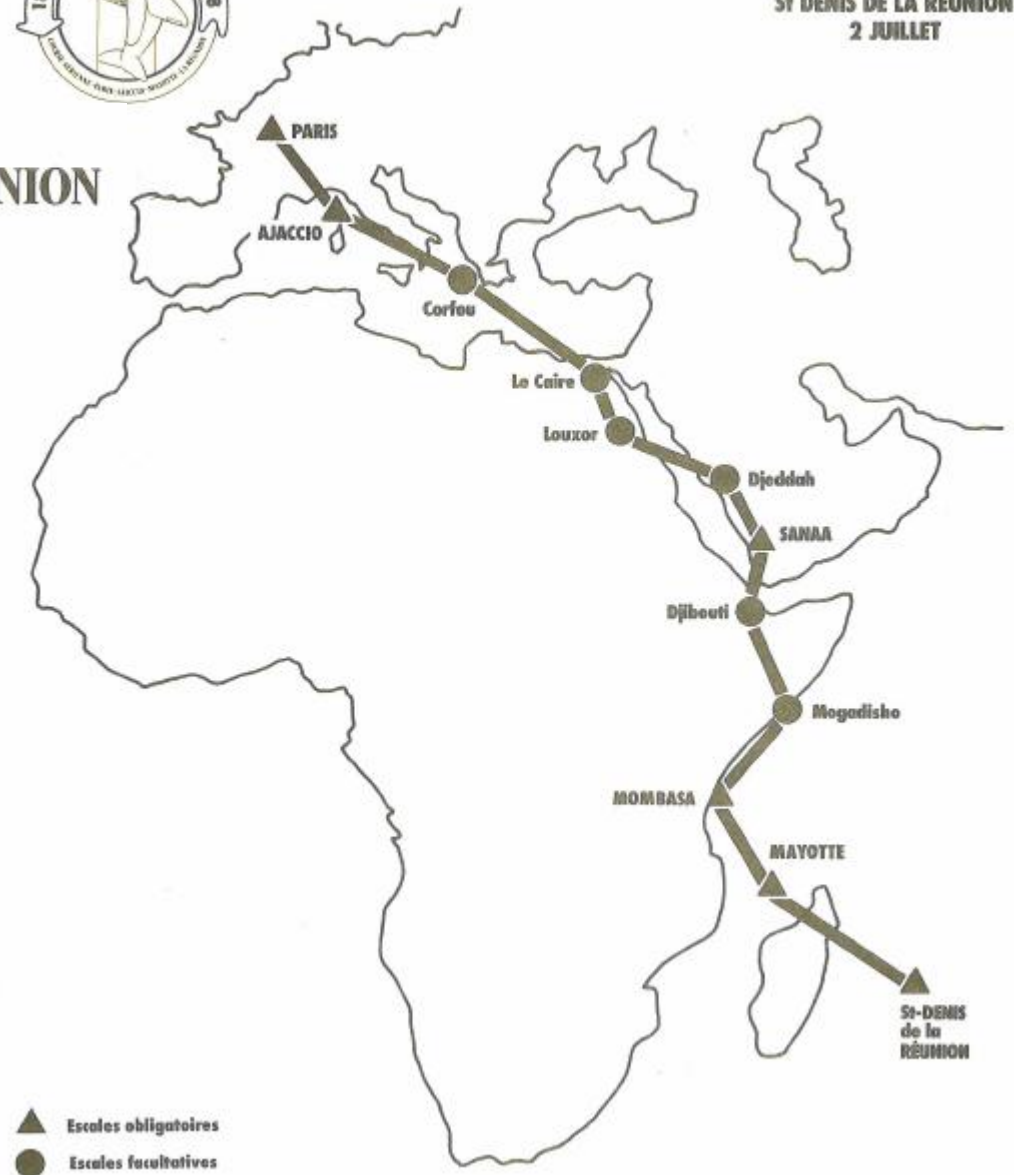 St DENIS DE LA RÉUNION
2 JUILLET
NION
PARIS
AJACCIO
Corfou
Le Caire
Louxor
Djeddah
SANAA
Djibouti
Mogadisho
MOMBASA
MAYOTTE
St-DENIS
de la
RÉUNION
Escales obligatoires
Escales facultatives